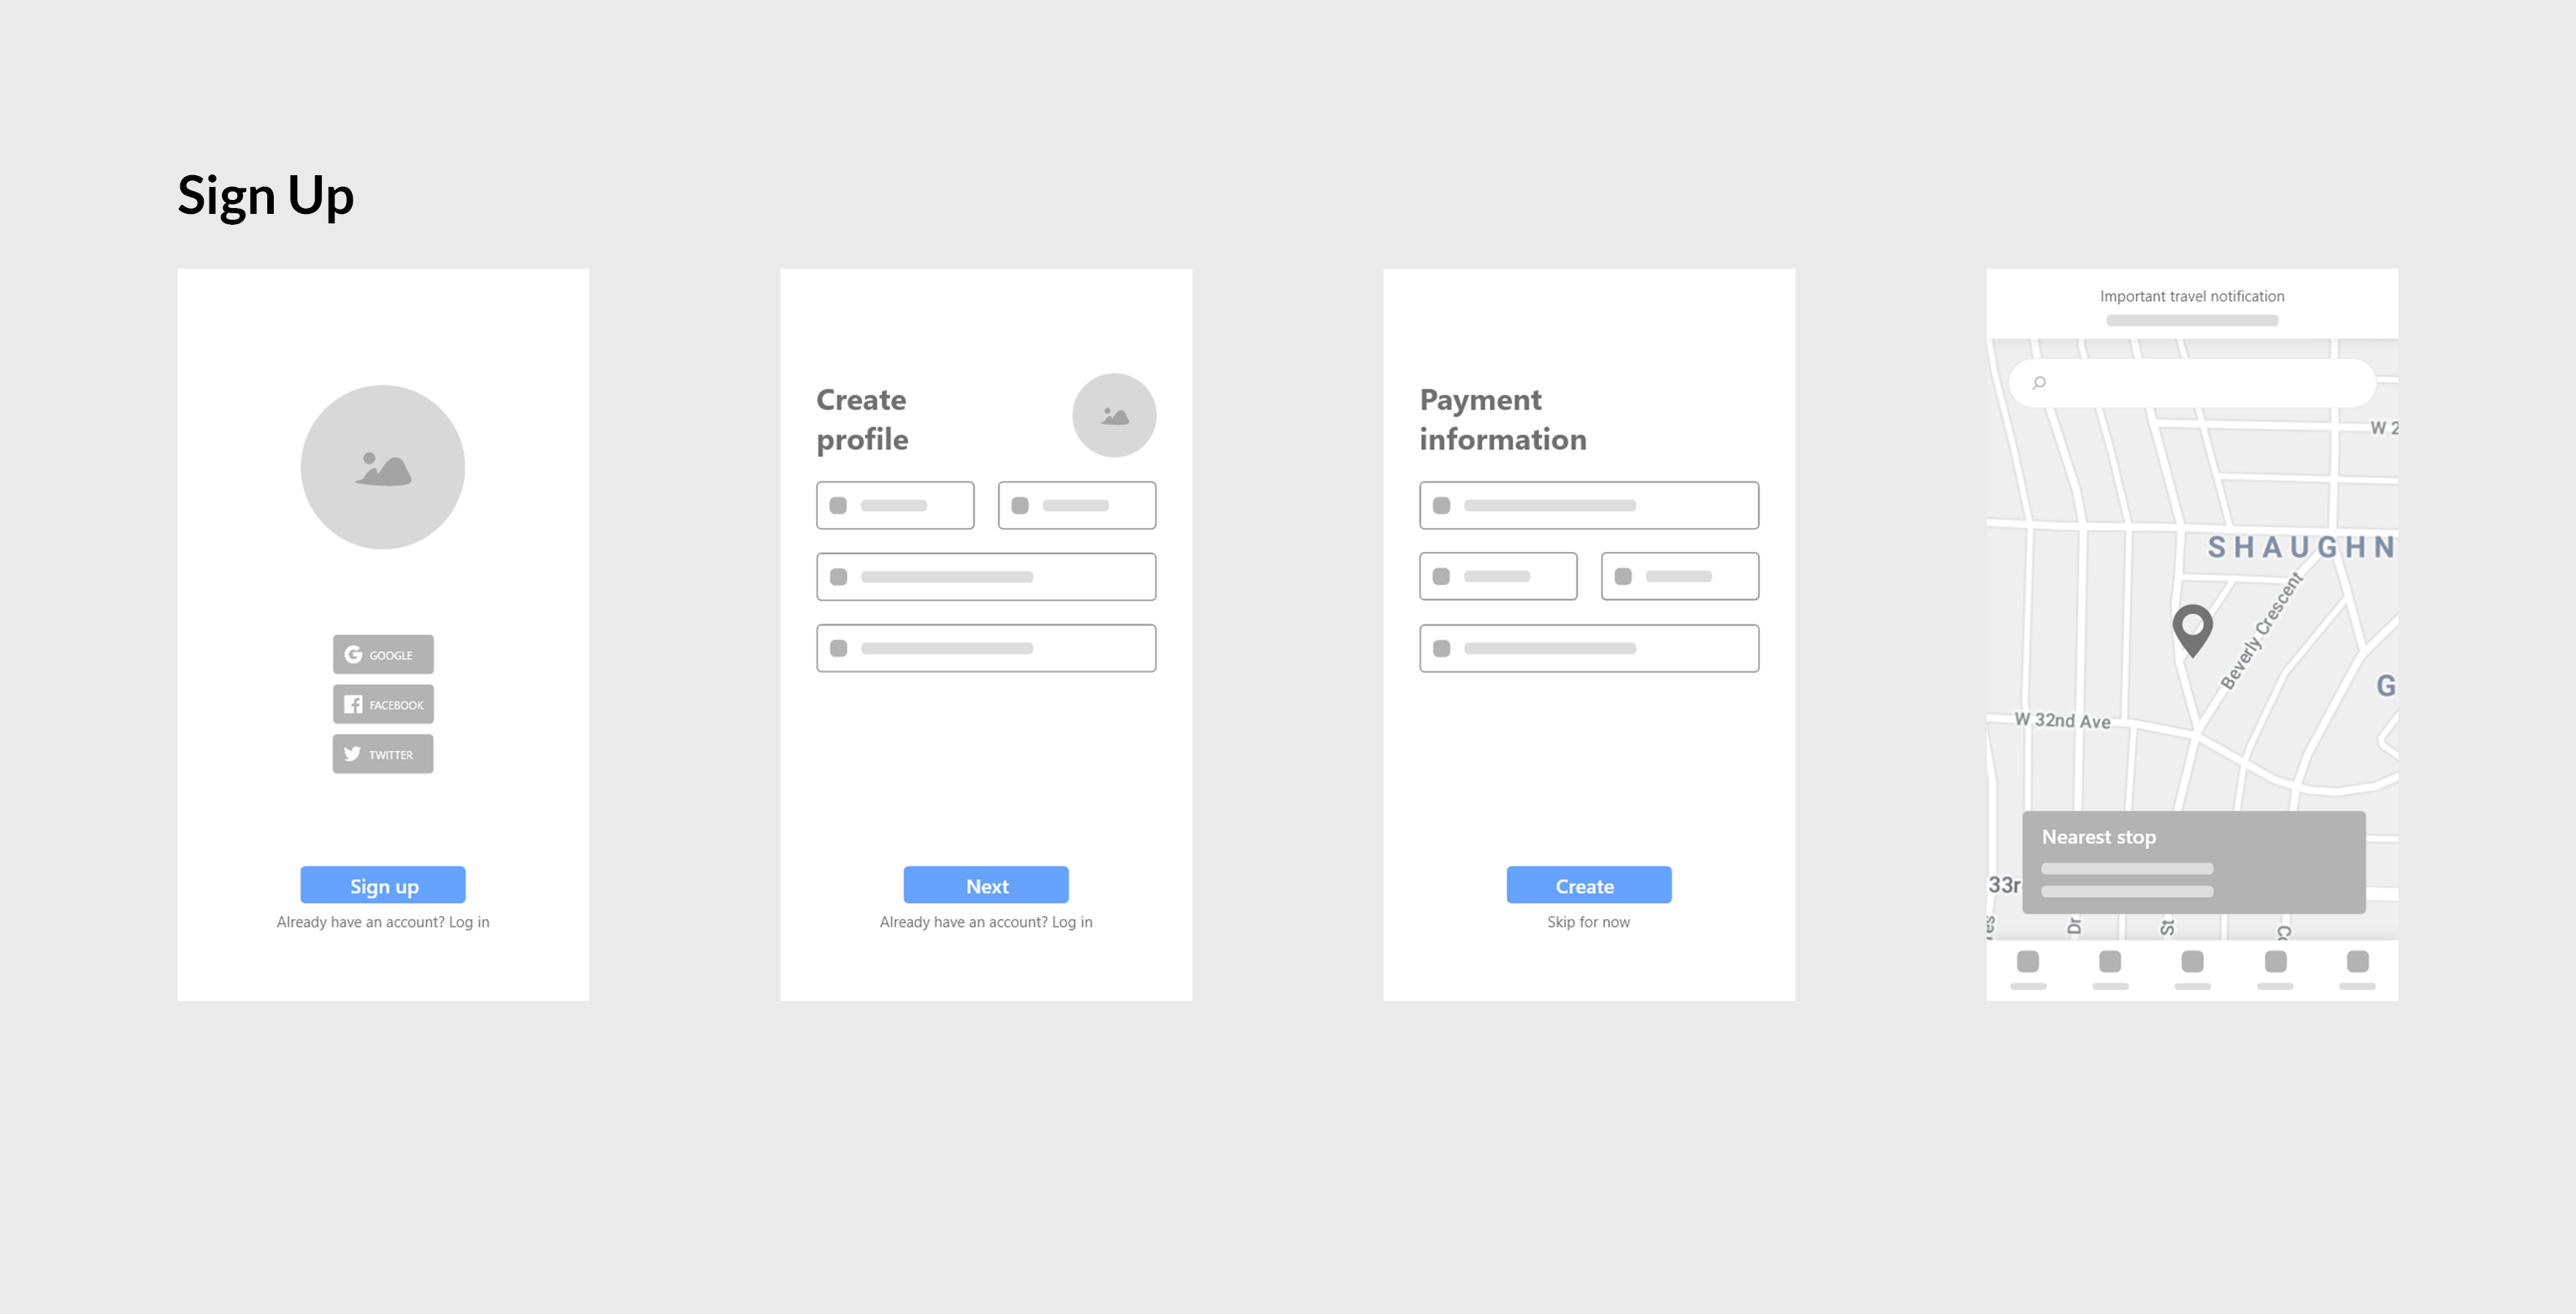 Sign Up
GOOGLE
FACEBOOK
TWITTER
Sign up
Already have an account? Log in
Create
profile
Next
Already have an account? Log in
Payment
information
Create
Skip for now
Important travel notification
W 2
SHAUGHN
Beverly Crescent
G
W 32nd Ave
Nearest stop
33r
Dr
St